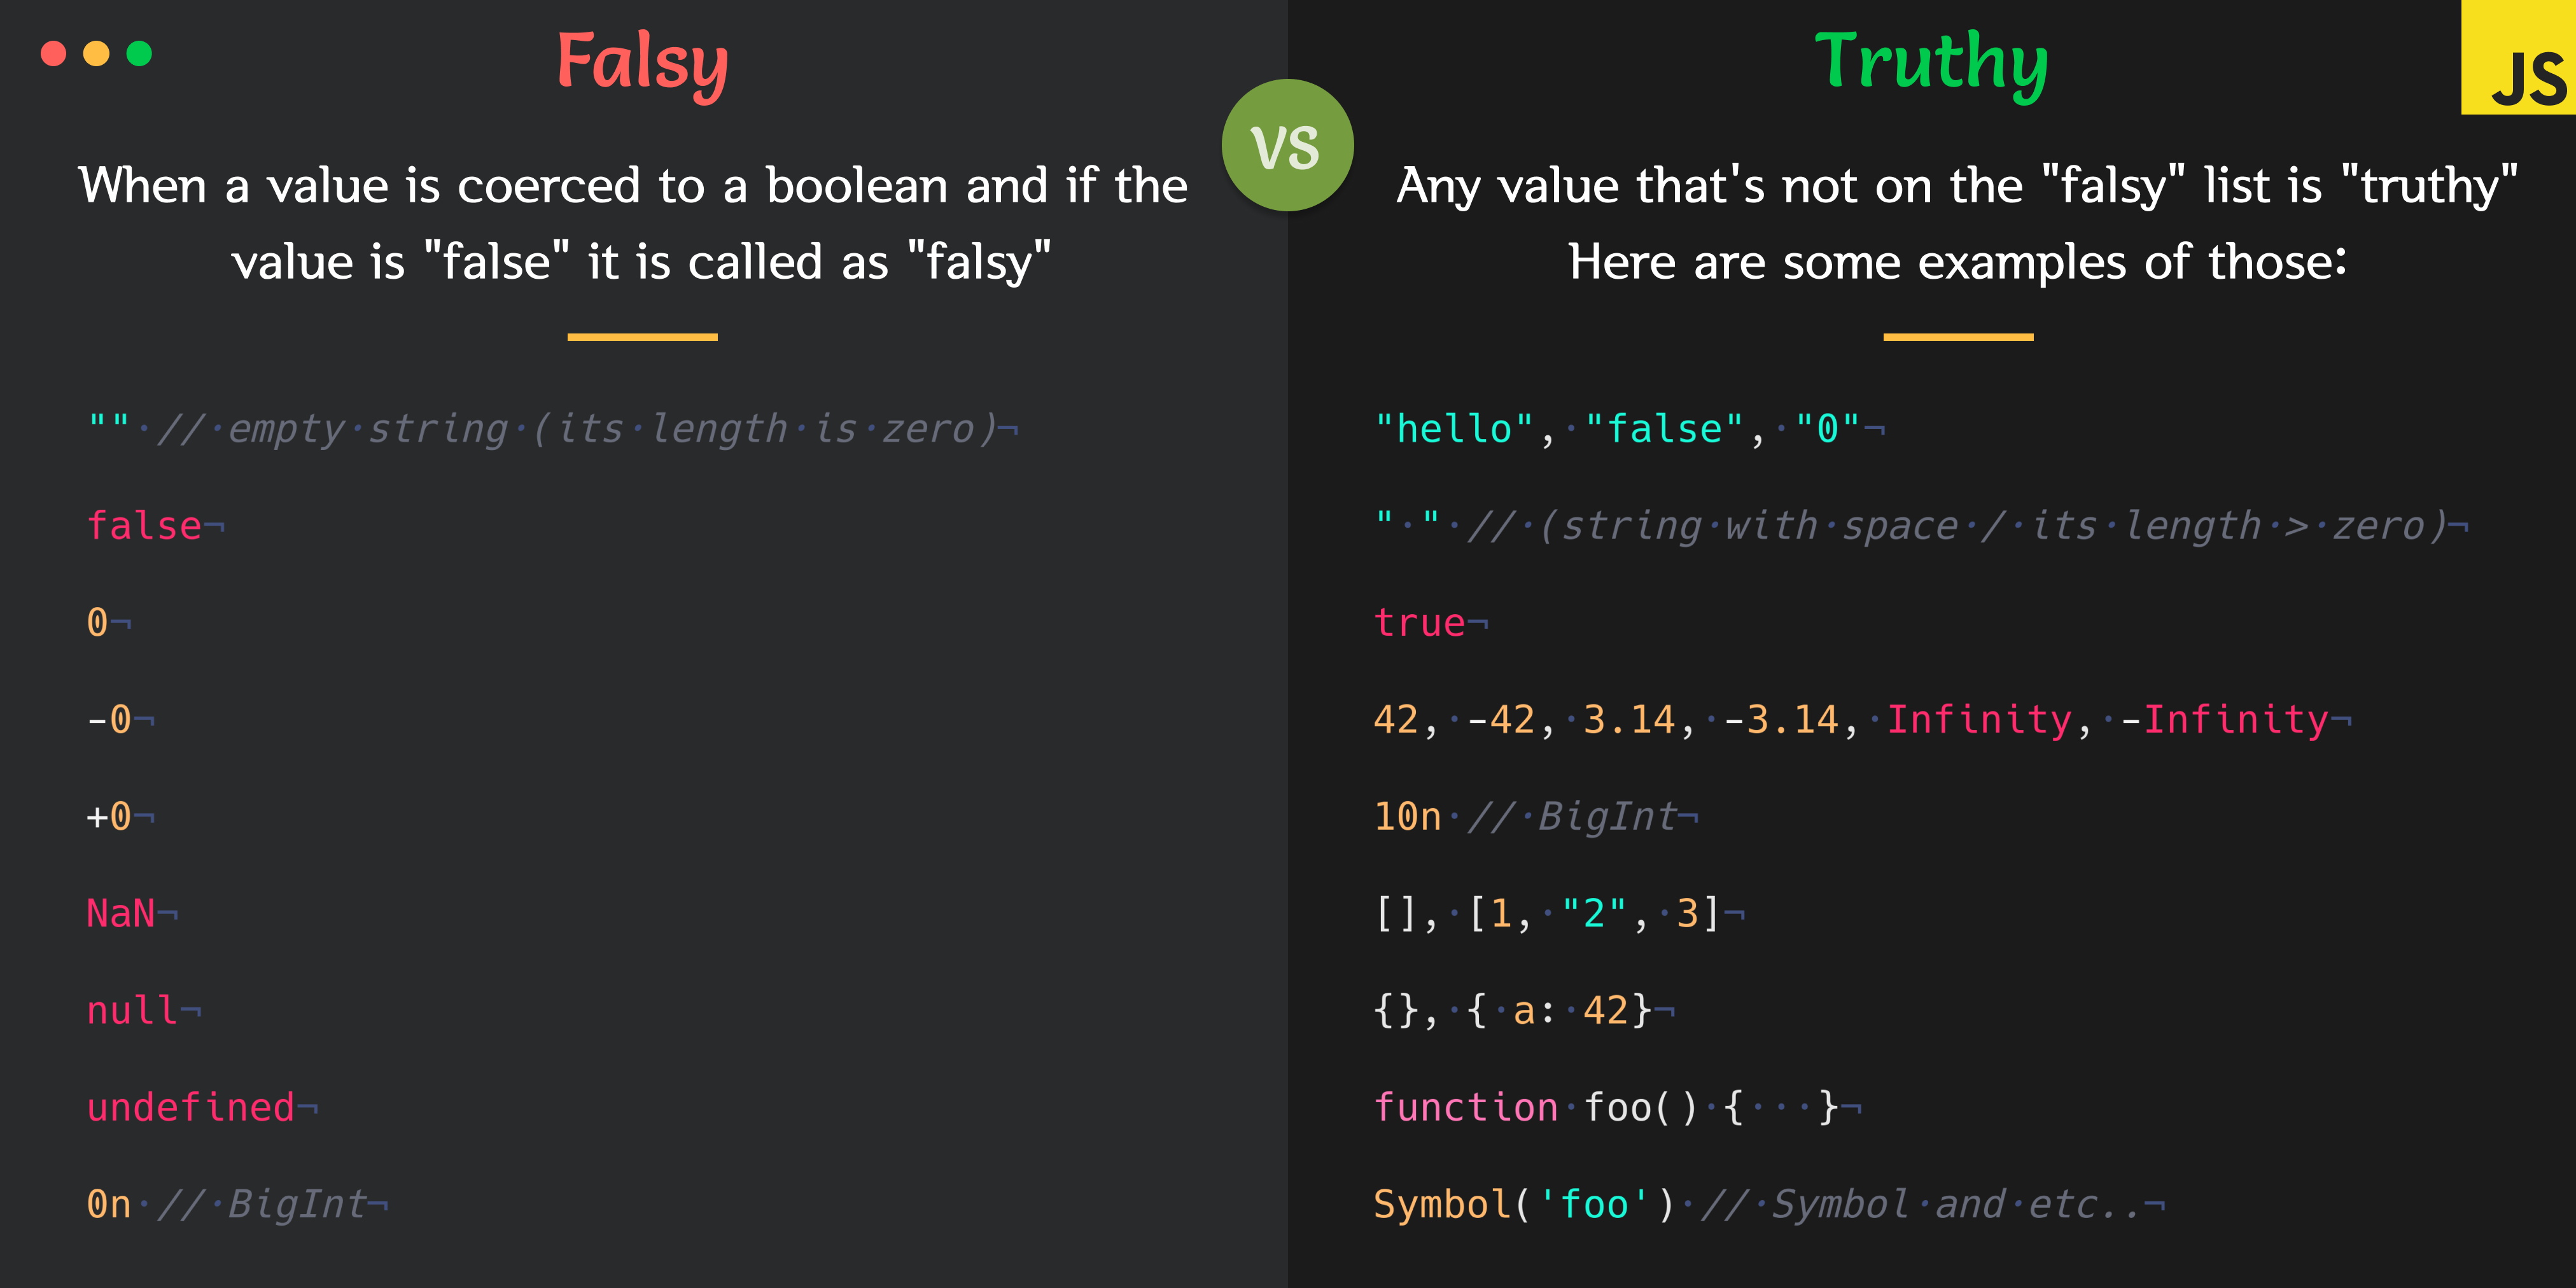 Falsy
When a value is coerced to a boolean and if the
value is "false" it is called as "falsy"
"" // empty string (its length is zero)¬
false¬
0¬
-0¬
+0¬
NaN¬
null¬
undefined¬
0n // BigInt¬
VS
Truthy
JS
Any value that's not on the "falsy" list is "truthy"
Here are some examples of those:
"hello", "false", "0"¬
" " // (string with space / its length > zero)¬
true¬
42, -42, 3.14, -3.14, Infinity, -Infinity¬
10n // BigInt¬
[], [1, "2", 3]¬
{}, { a: 42}¬
function foo() {···}¬
Symbol('foo') // Symbol and etc..¬